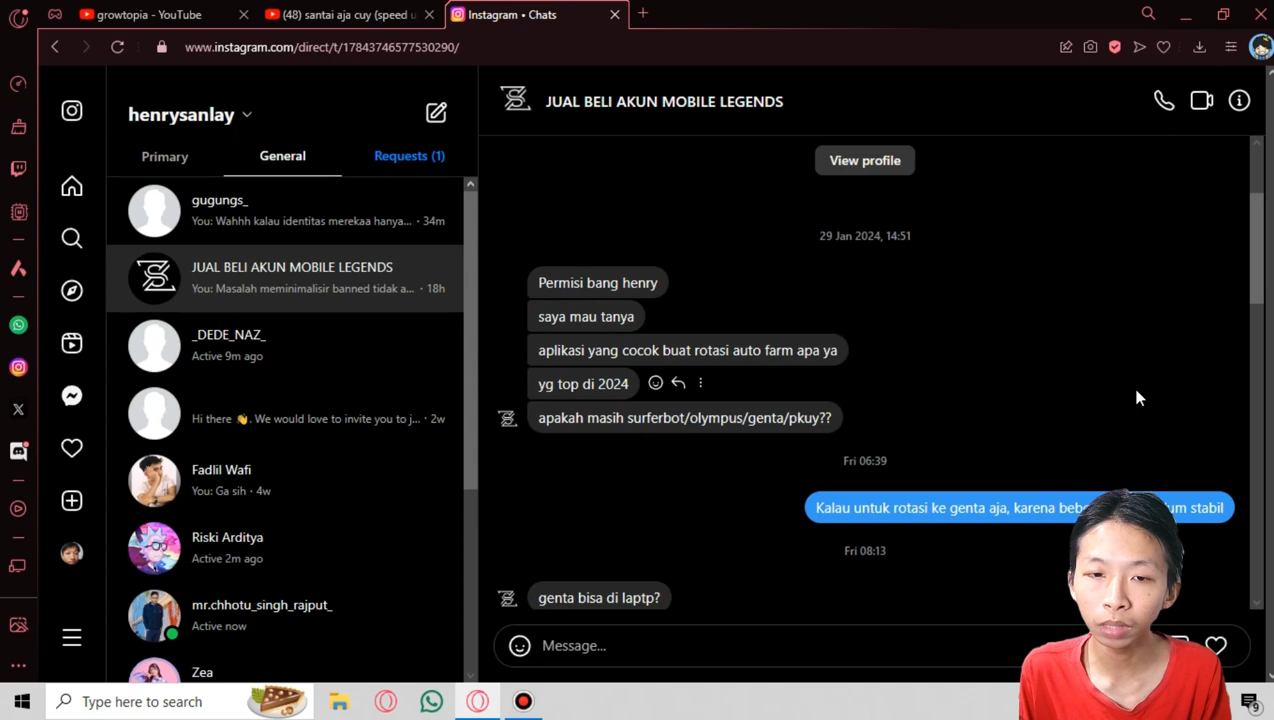 growtopia - YouTube
(48) santai aja cuy (speed u
Instagram • Chats
www.instagram.com/direct/t/17843746577530290/
henrysanlay
Primary
General
Requests (1)
gugungs_
You: Wahhh kalau identitas merekaa hanya... · 34m
JUAL BELI AKUN MOBILE LEGENDS
You: Masalah meminimalisir banned tidak a... · 18h
_DEDE_NAZ_
Active 9m ago
Hi there 👋. We would love to invite you to j... · 2w
Fadlil Wafi
You: Ga sih · 4w
Riski Arditya
Active 2m ago
mr.chhotu_singh_rajput_
Active now
Zea
JUAL BELI AKUN MOBILE LEGENDS
View profile
29 Jan 2024, 14:51
Permisi bang henry
saya mau tanya
aplikasi yang cocok buat rotasi auto farm apa ya
yg top di 2024
apakah masih surferbot/olympus/genta/pkuy??
Fri 06:39
Kalau untuk rotasi ke genta aja, karena stabil
Fri 08:13
genta bisa di laptp?
Message...
Type here to search
9